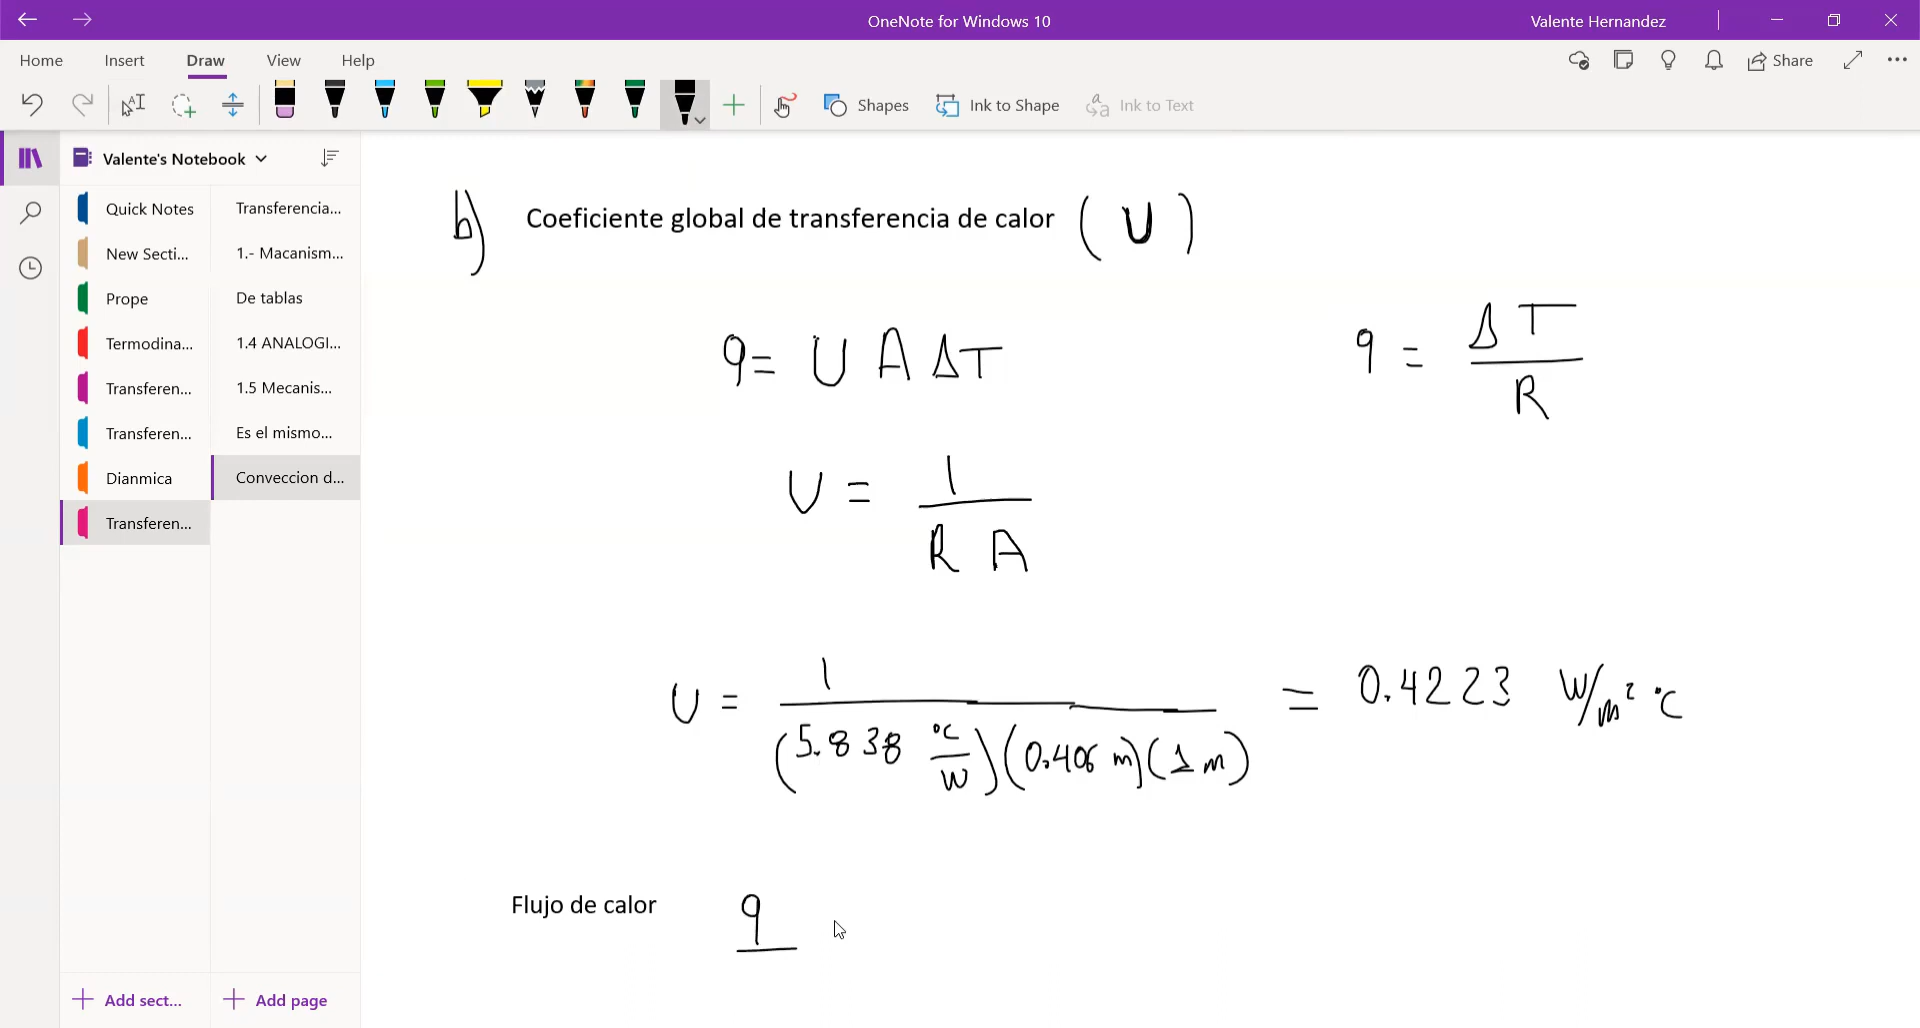 OneNote for Windows 10
Valente Hernandez
Home Insert Draw View Help
Share
Shapes Ink to Shape Ink to Text
Valente's Notebook
Quick Notes
New Secti...
Prope
Termodina...
Transferen...
Transferen...
Dianmica
Transferen...
Add sect...
Transferencia...
1.- Macanism...
De tablas
1.4 ANALOGI...
1.5 Mecanis...
Es el mismo...
Conveccion d...
Add page
b) Coeficiente global de transferencia de calor (U)
q = U A ΔT
q = ΔT / R
U = 1 / R A
U = 1 / (5.838 °C/W)(0.406 m)(1 m) = 0.4223 W/m² °C
Flujo de calor q